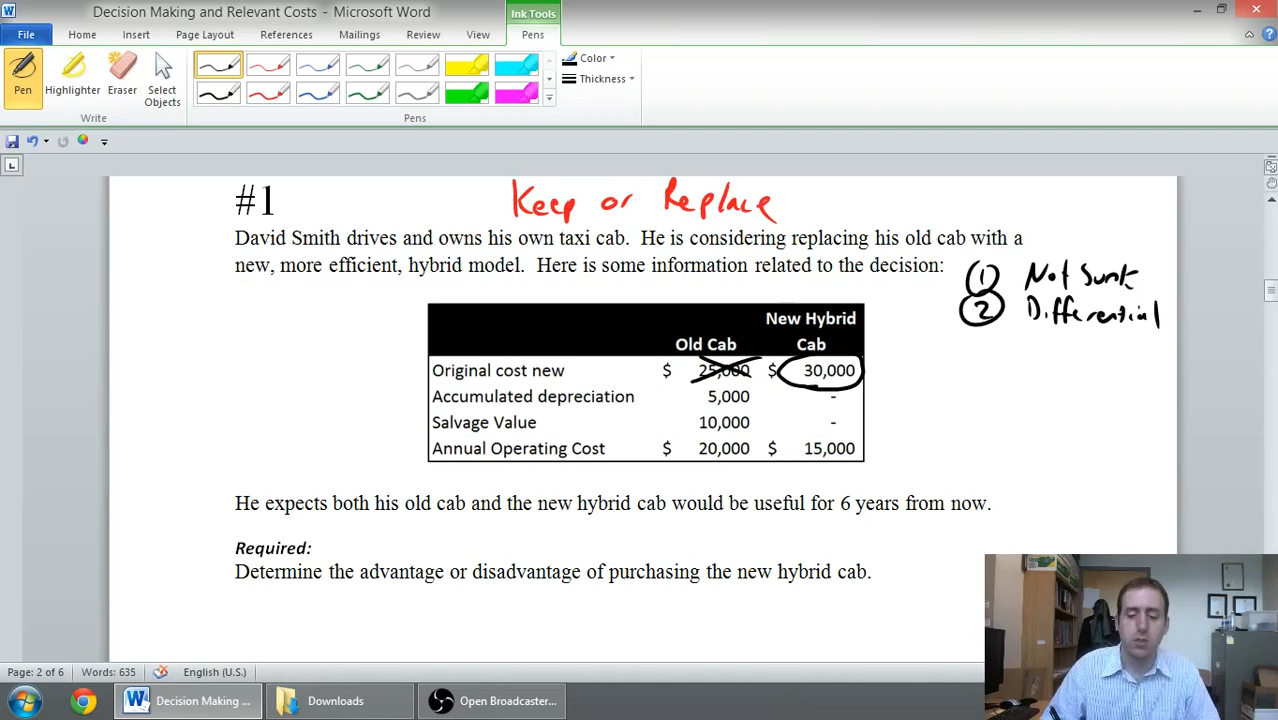 Decision Making and Relevant Costs - Microsoft Word
Ink Tools
File Home Insert Page Layout References Mailings Review View Pens
Pen
Highlighter
Eraser
Select
Objects
Color
Thickness
Write
Pens
#1
Keep or Replace
David Smith drives and owns his own taxi cab. He is considering replacing his old cab with a
new, more efficient, hybrid model. Here is some information related to the decision:
1 Not Sunk
2 Differential
New Hybrid
Old Cab Cab
Original cost new $ 25,000 $ 30,000
Accumulated depreciation 5,000 -
Salvage Value 10,000 -
Annual Operating Cost $ 20,000 $ 15,000
He expects both his old cab and the new hybrid cab would be useful for 6 years from now.
Required:
Determine the advantage or disadvantage of purchasing the new hybrid cab.
Page: 2 of 6 Words: 635 English (U.S.)
Decision Making ... Downloads Open Broadcaster...